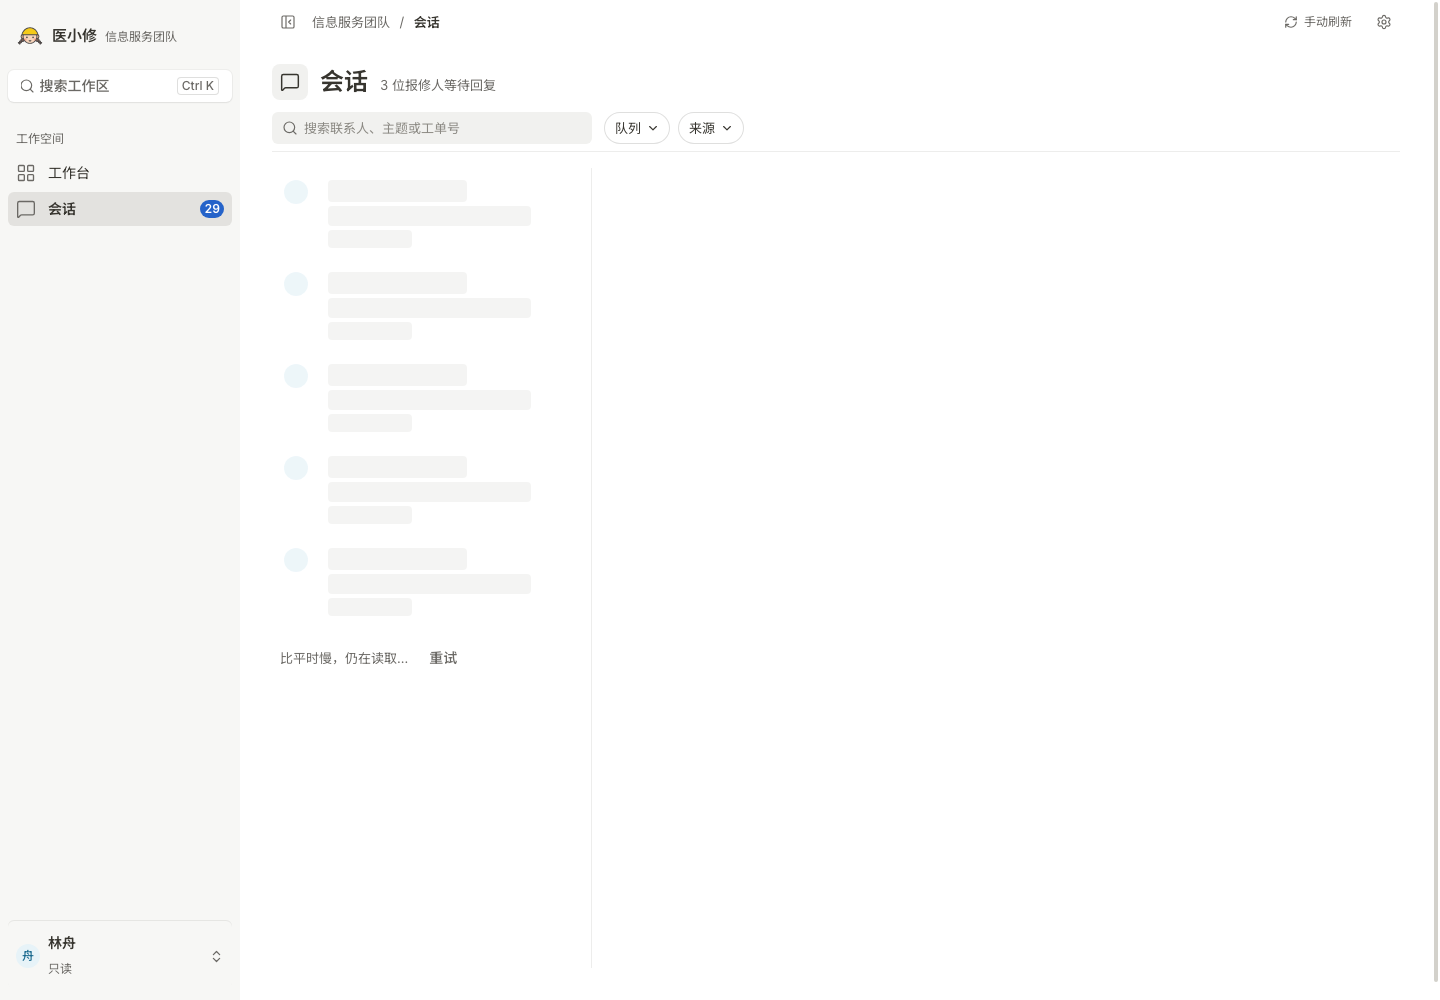 医小修 信息服务团队
搜索工作区 Ctrl K
工作空间
工作台
会话 29
信息服务团队 / 会话
手动刷新
会话 3 位报修人等待回复
搜索联系人、主题或工单号 队列 来源
比平时慢，仍在读取... 重试
舟 林舟
只读